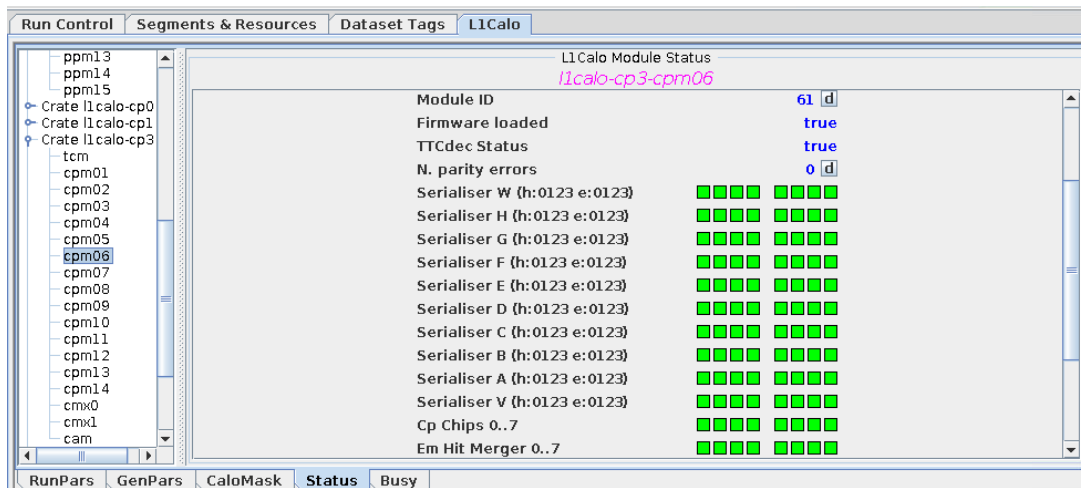 Run Control Segments & Resources Dataset Tags L1Calo
ppm13
ppm14
ppm15
Crate l1calo-cp0
Crate l1calo-cp1
Crate l1calo-cp3
tcm
cpm01
cpm02
cpm03
cpm04
cpm05
cpm06
cpm07
cpm08
cpm09
cpm10
cpm11
cpm12
cpm13
cpm14
cmx0
cmx1
cam
L1Calo Module Status
l1calo-cp3-cpm06
Module ID 61 d
Firmware loaded true
TTCdec Status true
N. parity errors 0 d
Serialiser W (h:0123 e:0123)
Serialiser H (h:0123 e:0123)
Serialiser G (h:0123 e:0123)
Serialiser F (h:0123 e:0123)
Serialiser E (h:0123 e:0123)
Serialiser D (h:0123 e:0123)
Serialiser C (h:0123 e:0123)
Serialiser B (h:0123 e:0123)
Serialiser A (h:0123 e:0123)
Serialiser V (h:0123 e:0123)
Cp Chips 0..7
Em Hit Merger 0..7
RunPars GenPars CaloMask Status Busy